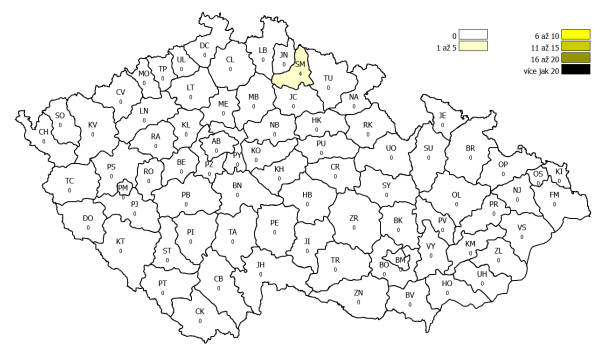 0
1 až 5
6 až 10
11 až 15
16 až 20
více jak 20
DC 0
LB 0
JN 0
SM 4
UL 0
CL 0
TP 0
MO 0
TU 0
CV 0
LT 0
ME 0
MB 0
JC 0
NA 0
SO 0
LN 0
CH 0
KV 0
KL 0
NB 0
HK 0
RK 0
JE 0
RA 0
AB 0
PU 0
BE 0
PZ 0
PY 0
KO 0
UO 0
SU 0
BR 0
PS 0
RO 0
KH 0
CR 0
OP 0
OS 0
KI 0
TC 0
PM 0
PB 0
BN 0
HB 0
SY 0
OL 0
NJ 0
FM 0
PJ 0
PR 0
DO 0
KT 0
PI 0
TA 0
PE 0
ZR 0
BK 0
PV 0
VS 0
ST 0
JI 0
VY 0
KM 0
ZL 0
JH 0
TR 0
BO 0
BM 0
PT 0
CB 0
ZN 0
BV 0
HO 0
UH 0
CK 0